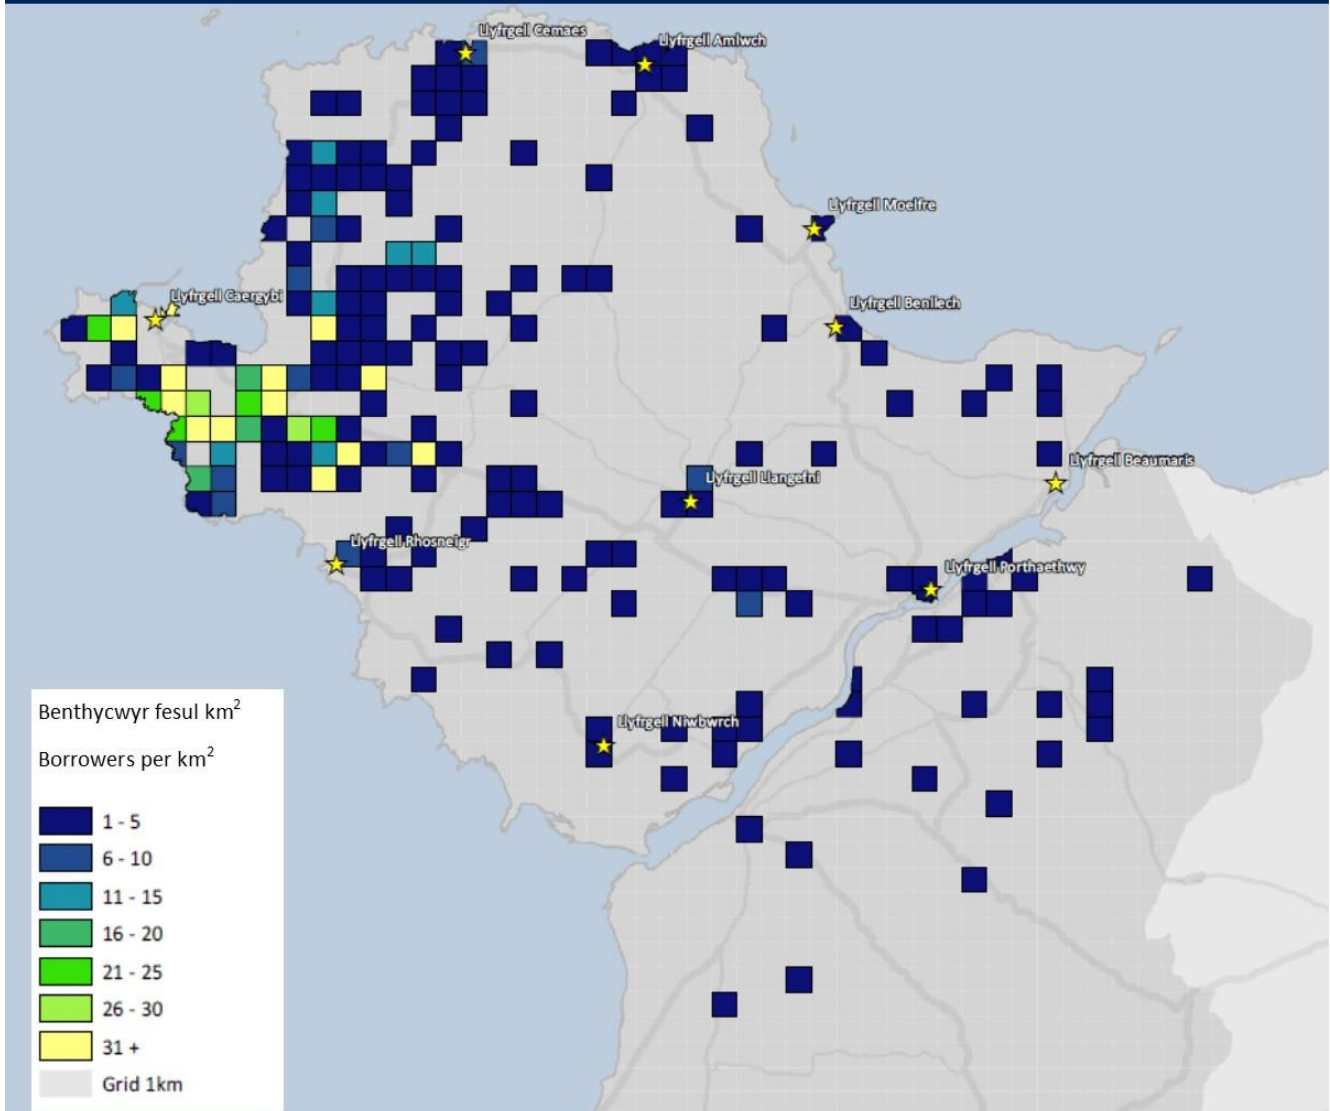 Llyfrgell Cemaes
Llyfrgell Amlwch
Llyfrgell Moelfre
Llyfrgell Caergybi
Llyfrgell Benllech
Llyfrgell Beaumaris
Llyfrgell Llangefni
Llyfrgell Rhosneigr
Llyfrgell Porthaethwy
Llyfrgell Niwbwrch
Benthycwyr fesul km²
Borrowers per km²
1 - 5
6 - 10
11 - 15
16 - 20
21 - 25
26 - 30
31 +
Grid 1km